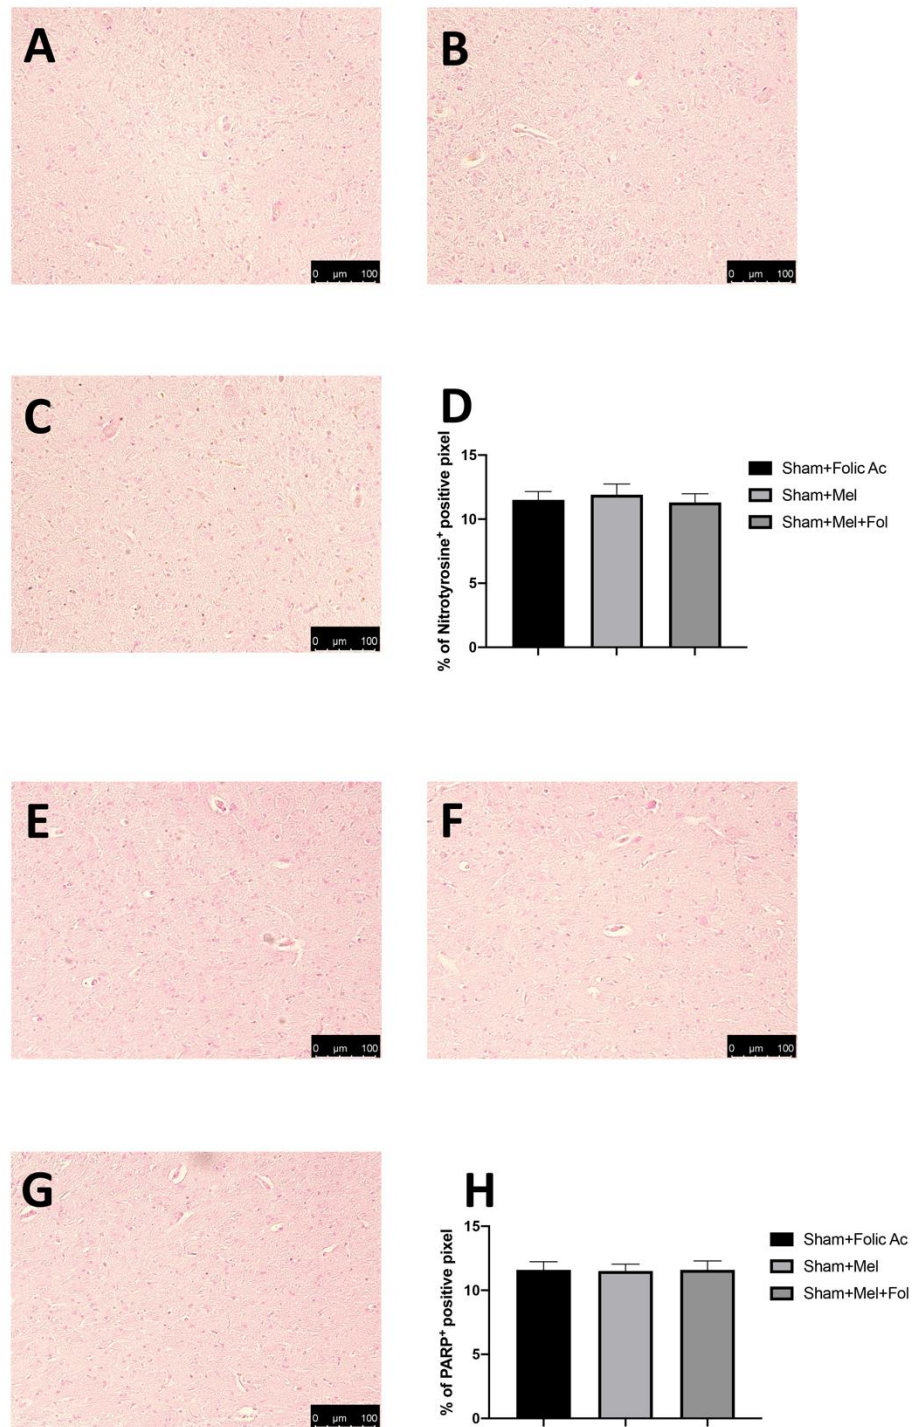 A
B
0 µm 100
0 µm 100
C
0 µm 100
D
% of Nitrotyrosine⁺ positive pixel
15
10
5
0
Sham+Folic Ac
Sham+Mel
Sham+Mel+Fol
E
F
0 µm 100
0 µm 100
G
0 µm 100
H
% of PARP⁺ positive pixel
15
10
5
0
Sham+Folic Ac
Sham+Mel
Sham+Mel+Fol